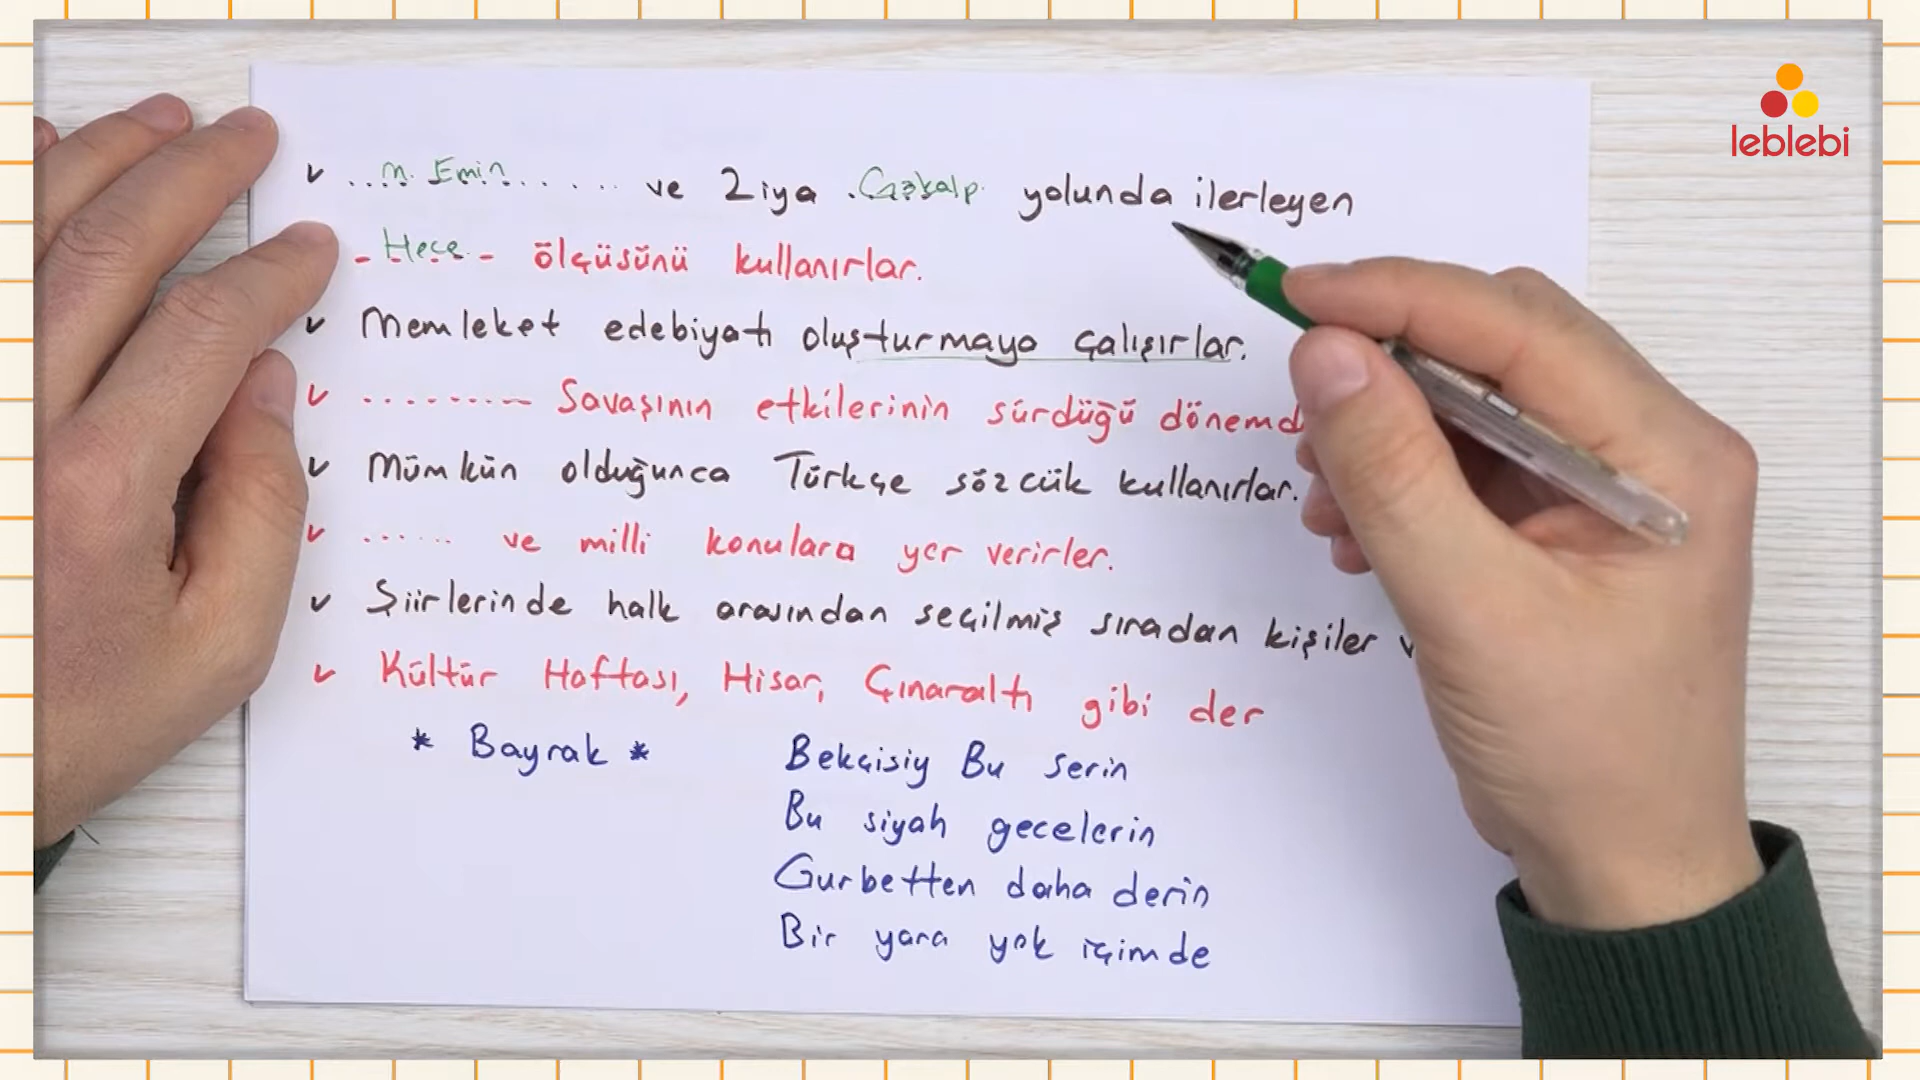 leblebi
✓ ....M. Emin...... ve Ziya .Gökalp. yolunda ilerleyen
- Hece - ölçüsünü kullanırlar.
✓ Memleket edebiyatı oluşturmaya çalışırlar.
✓ --------- Savaşının etkilerinin sürdüğü dönemd
✓ Mümkün olduğunca Türkçe sözcük kullanırlar.
✓ ...... ve milli konulara yer verirler.
✓ Şiirlerinde halk arasından seçilmiş sıradan kişiler v
✓ Kültür Haftası, Hisar, Çınaraltı gibi der
* Bayrak *
Bekçisiy Bu serin
Bu siyah gecelerin
Gurbetten daha derin
Bir yara yok içimde